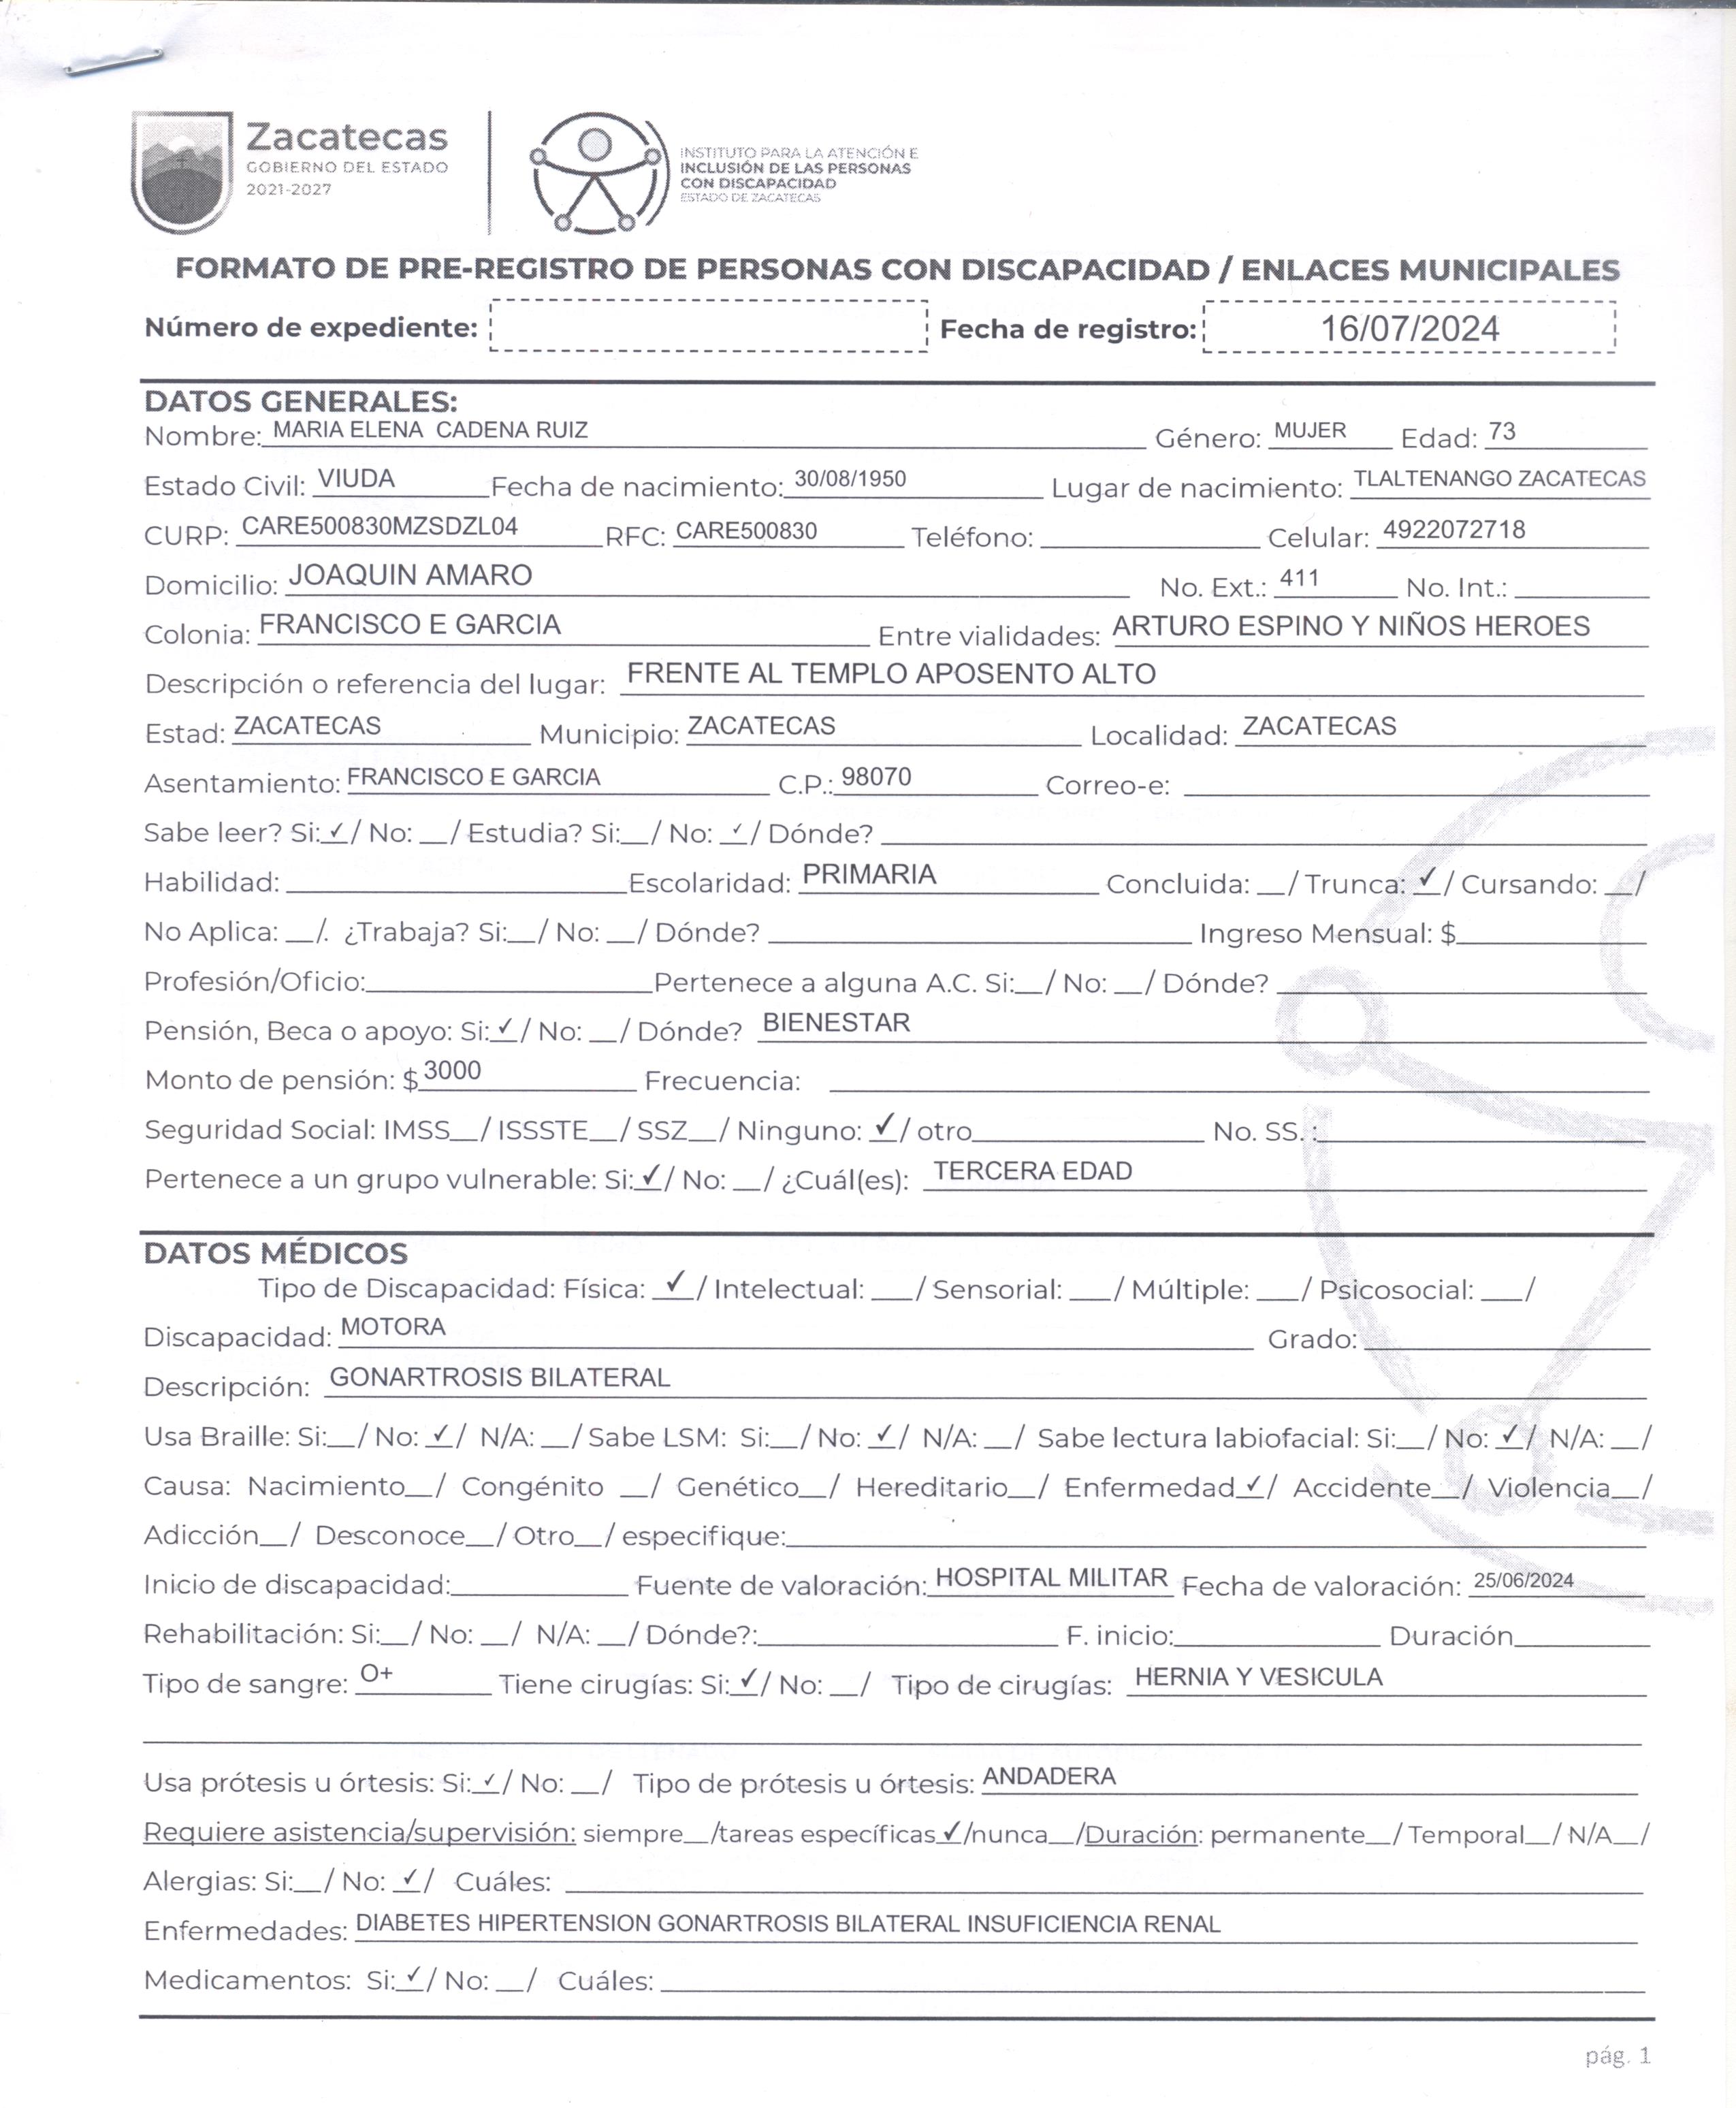 Zacatecas
GOBIERNO DEL ESTADO
2021-2027
INSTITUTO PARA LA ATENCIÓN E
INCLUSIÓN DE LAS PERSONAS
CON DISCAPACIDAD
ESTADO DE ZACATECAS
FORMATO DE PRE-REGISTRO DE PERSONAS CON DISCAPACIDAD / ENLACES MUNICIPALES
Número de expediente: Fecha de registro: 16/07/2024
DATOS GENERALES:
Nombre: MARIA ELENA CADENA RUIZ Género: MUJER Edad: 73
Estado Civil: VIUDA Fecha de nacimiento: 30/08/1950 Lugar de nacimiento: TLALTENANGO ZACATECAS
CURP: CARE500830MZSDZL04 RFC: CARE500830 Teléfono: Celular: 4922072718
Domicilio: JOAQUIN AMARO No. Ext.: 411 No. Int.:
Colonia: FRANCISCO E GARCIA Entre vialidades: ARTURO ESPINO Y NIÑOS HEROES
Descripción o referencia del lugar: FRENTE AL TEMPLO APOSENTO ALTO
Estad: ZACATECAS Municipio: ZACATECAS Localidad: ZACATECAS
Asentamiento: FRANCISCO E GARCIA C.P.: 98070 Correo-e:
Sabe leer? Si:✓/ No: __/ Estudia? Si:__/ No: ✓/ Dónde?
Habilidad: Escolaridad: PRIMARIA Concluida: __/ Trunca: ✓/ Cursando: __/
No Aplica: __/. ¿Trabaja? Si:__/ No: __/ Dónde? Ingreso Mensual: $
Profesión/Oficio: Pertenece a alguna A.C. Si:__/ No: __/ Dónde?
Pensión, Beca o apoyo: Si:✓/ No: __/ Dónde? BIENESTAR
Monto de pensión: $ 3000 Frecuencia:
Seguridad Social: IMSS__/ ISSSTE__/ SSZ__/ Ninguno: ✓/ otro No. SS. :
Pertenece a un grupo vulnerable: Si:✓/ No: __/ ¿Cuál(es): TERCERA EDAD
DATOS MÉDICOS
Tipo de Discapacidad: Física: ✓/ Intelectual: __/ Sensorial: __/ Múltiple: __/ Psicosocial: __/
Discapacidad: MOTORA Grado:
Descripción: GONARTROSIS BILATERAL
Usa Braille: Si:__/ No: ✓/ N/A: __/ Sabe LSM: Si:__/ No: ✓/ N/A: __/ Sabe lectura labiofacial: Si:__/ No: ✓/ N/A: __/
Causa: Nacimiento__/ Congénito __/ Genético__/ Hereditario__/ Enfermedad✓/ Accidente__/ Violencia__/
Adicción__/ Desconoce__/ Otro__/ especifique:
Inicio de discapacidad: Fuente de valoración: HOSPITAL MILITAR Fecha de valoración: 25/06/2024
Rehabilitación: Si:__/ No: __/ N/A: __/ Dónde?: F. inicio: Duración
Tipo de sangre: O+ Tiene cirugías: Si:✓/ No: __/ Tipo de cirugías: HERNIA Y VESICULA
Usa prótesis u órtesis: Si:✓/ No: __/ Tipo de prótesis u órtesis: ANDADERA
Requiere asistencia/supervisión: siempre__/tareas específicas✓/nunca__/Duración: permanente__/ Temporal__/ N/A__/
Alergias: Si:__/ No: ✓/ Cuáles:
Enfermedades: DIABETES HIPERTENSION GONARTROSIS BILATERAL INSUFICIENCIA RENAL
Medicamentos: Si:✓/ No: __/ Cuáles:
pág. 1